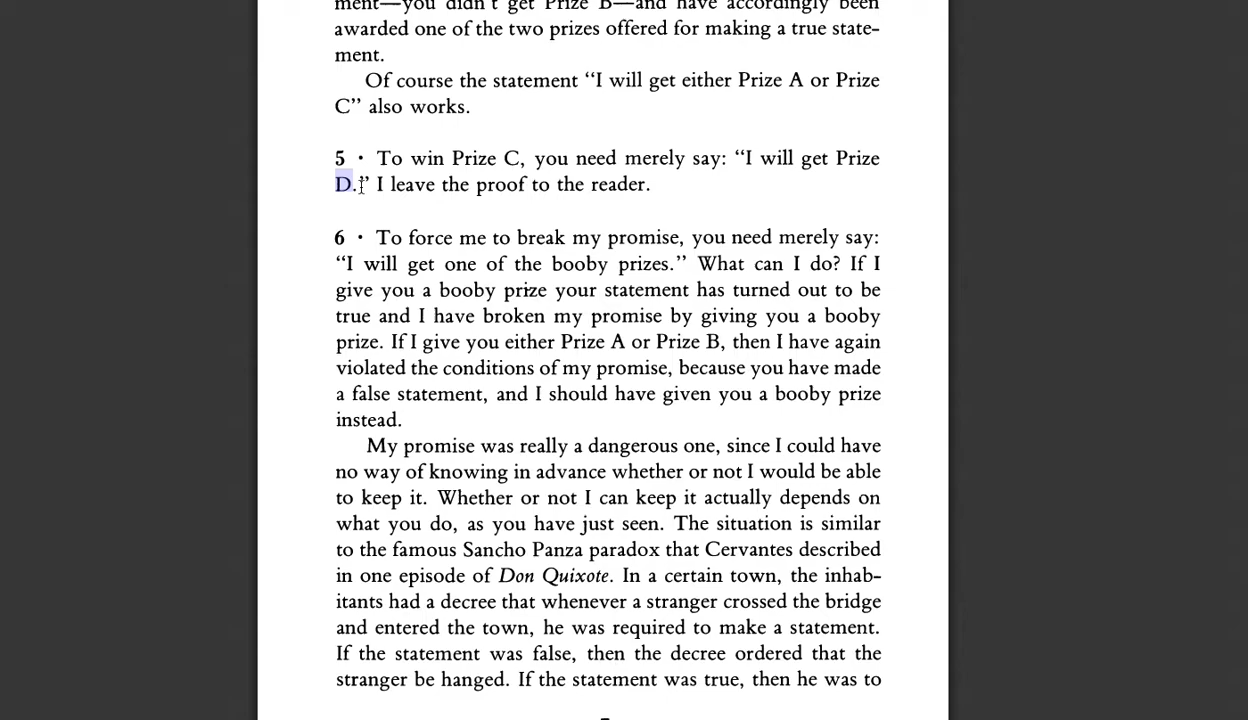 ment—you didn't get Prize B—and have accordingly been
awarded one of the two prizes offered for making a true state-
ment.
Of course the statement “I will get either Prize A or Prize
C” also works.
5 · To win Prize C, you need merely say: “I will get Prize
D.” I leave the proof to the reader.
6 · To force me to break my promise, you need merely say:
“I will get one of the booby prizes.” What can I do? If I
give you a booby prize your statement has turned out to be
true and I have broken my promise by giving you a booby
prize. If I give you either Prize A or Prize B, then I have again
violated the conditions of my promise, because you have made
a false statement, and I should have given you a booby prize
instead.
My promise was really a dangerous one, since I could have
no way of knowing in advance whether or not I would be able
to keep it. Whether or not I can keep it actually depends on
what you do, as you have just seen. The situation is similar
to the famous Sancho Panza paradox that Cervantes described
in one episode of Don Quixote. In a certain town, the inhab-
itants had a decree that whenever a stranger crossed the bridge
and entered the town, he was required to make a statement.
If the statement was false, then the decree ordered that the
stranger be hanged. If the statement was true, then he was to